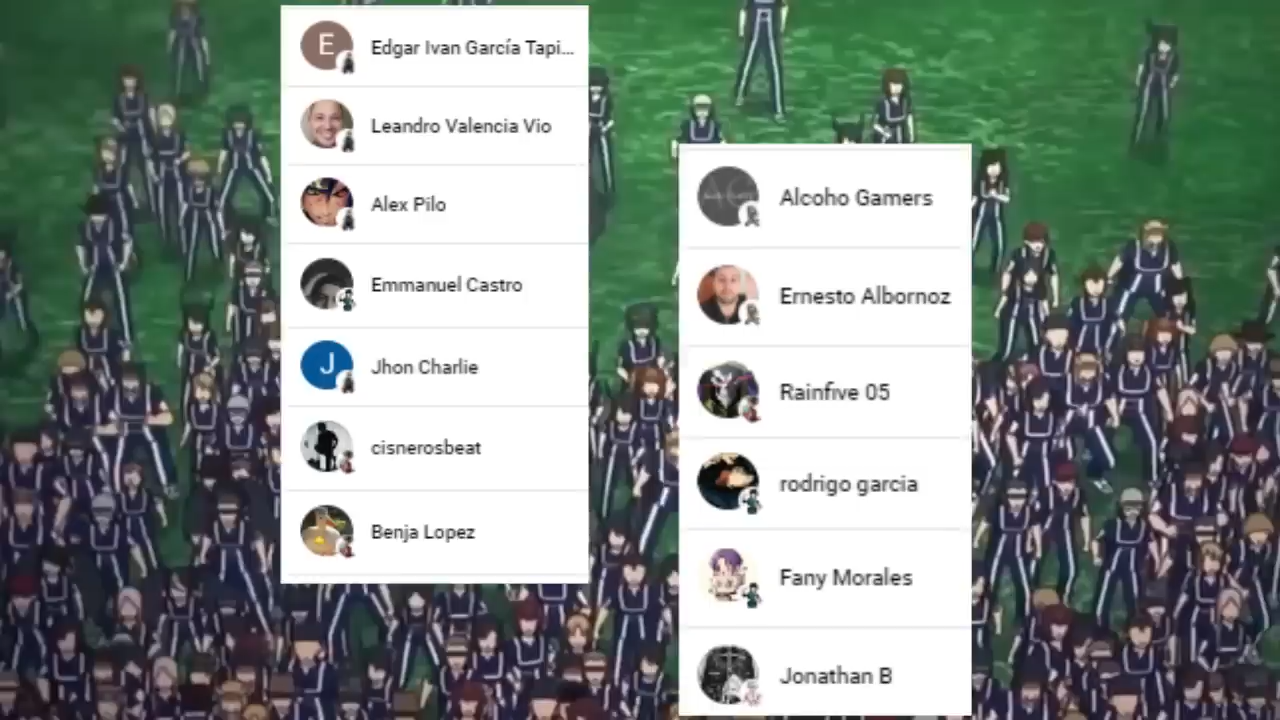 E
Edgar Ivan García Tapi...
Leandro Valencia Vio
Alex Pilo
Emmanuel Castro
J
Jhon Charlie
cisnerosbeat
Benja Lopez
Alcoho Gamers
Ernesto Albornoz
Rainfive 05
rodrigo garcia
Fany Morales
Jonathan B